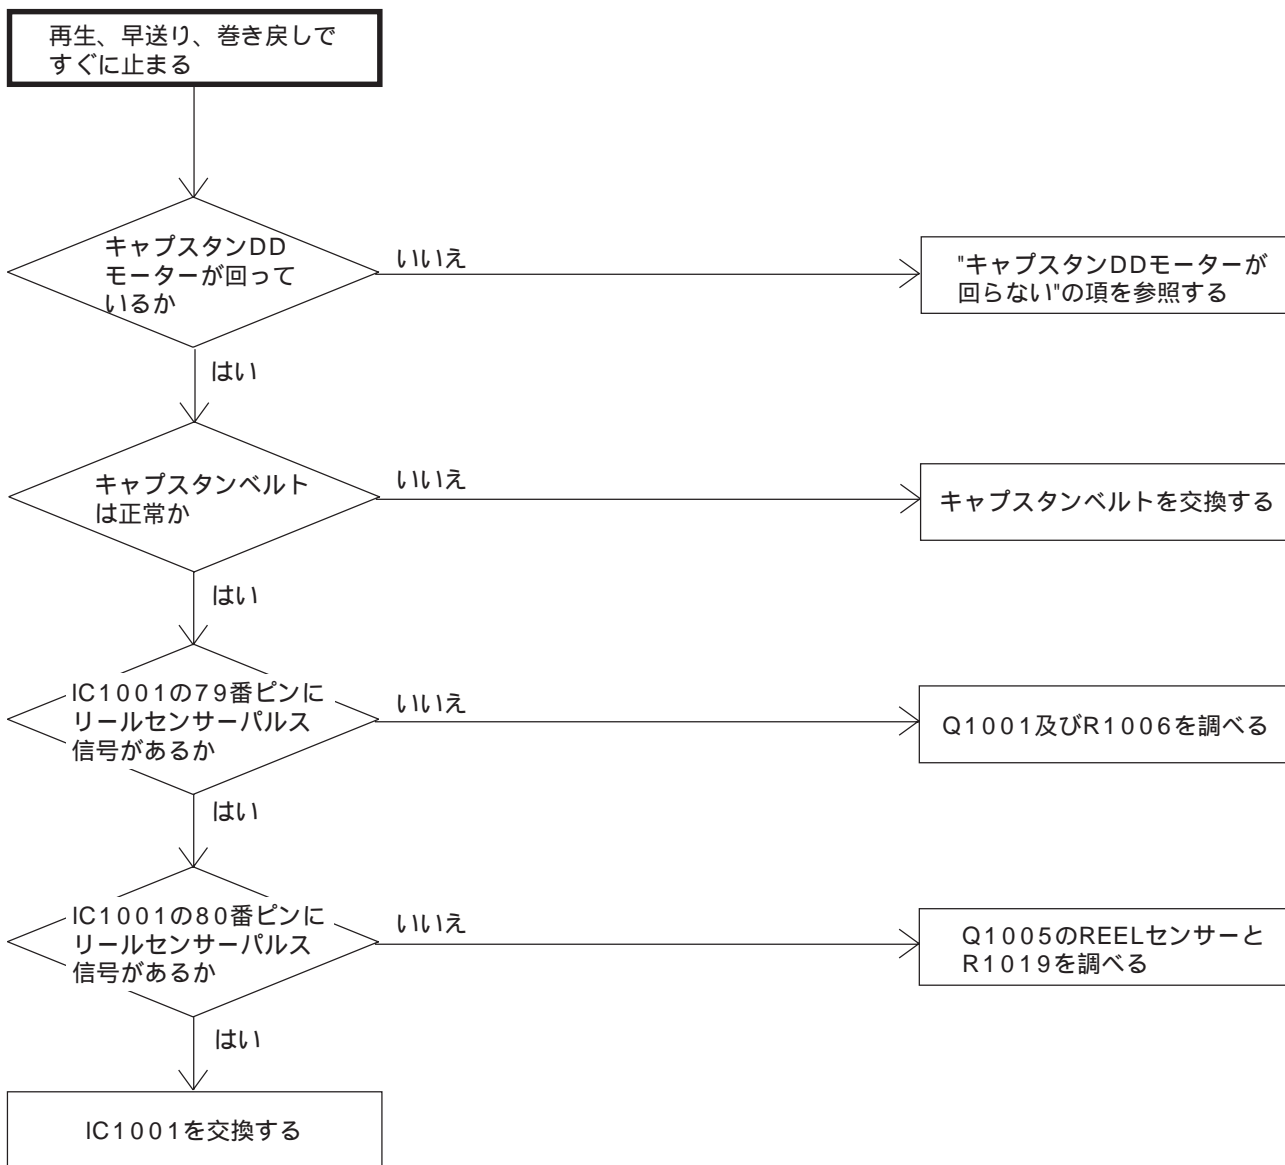 再生、早送り、巻き戻しで
すぐに止まる
キャプスタンDD
モーターが回って
いるか
いいえ
"キャプスタンDDモーターが
回らない"の項を参照する
はい
キャプスタンベルト
は正常か
いいえ
キャプスタンベルトを交換する
はい
IC1001の79番ピンに
リールセンサーパルス
信号があるか
いいえ
Q1001及びR1006を調べる
はい
IC1001の80番ピンに
リールセンサーパルス
信号があるか
いいえ
Q1005のREELセンサーと
R1019を調べる
はい
IC1001を交換する